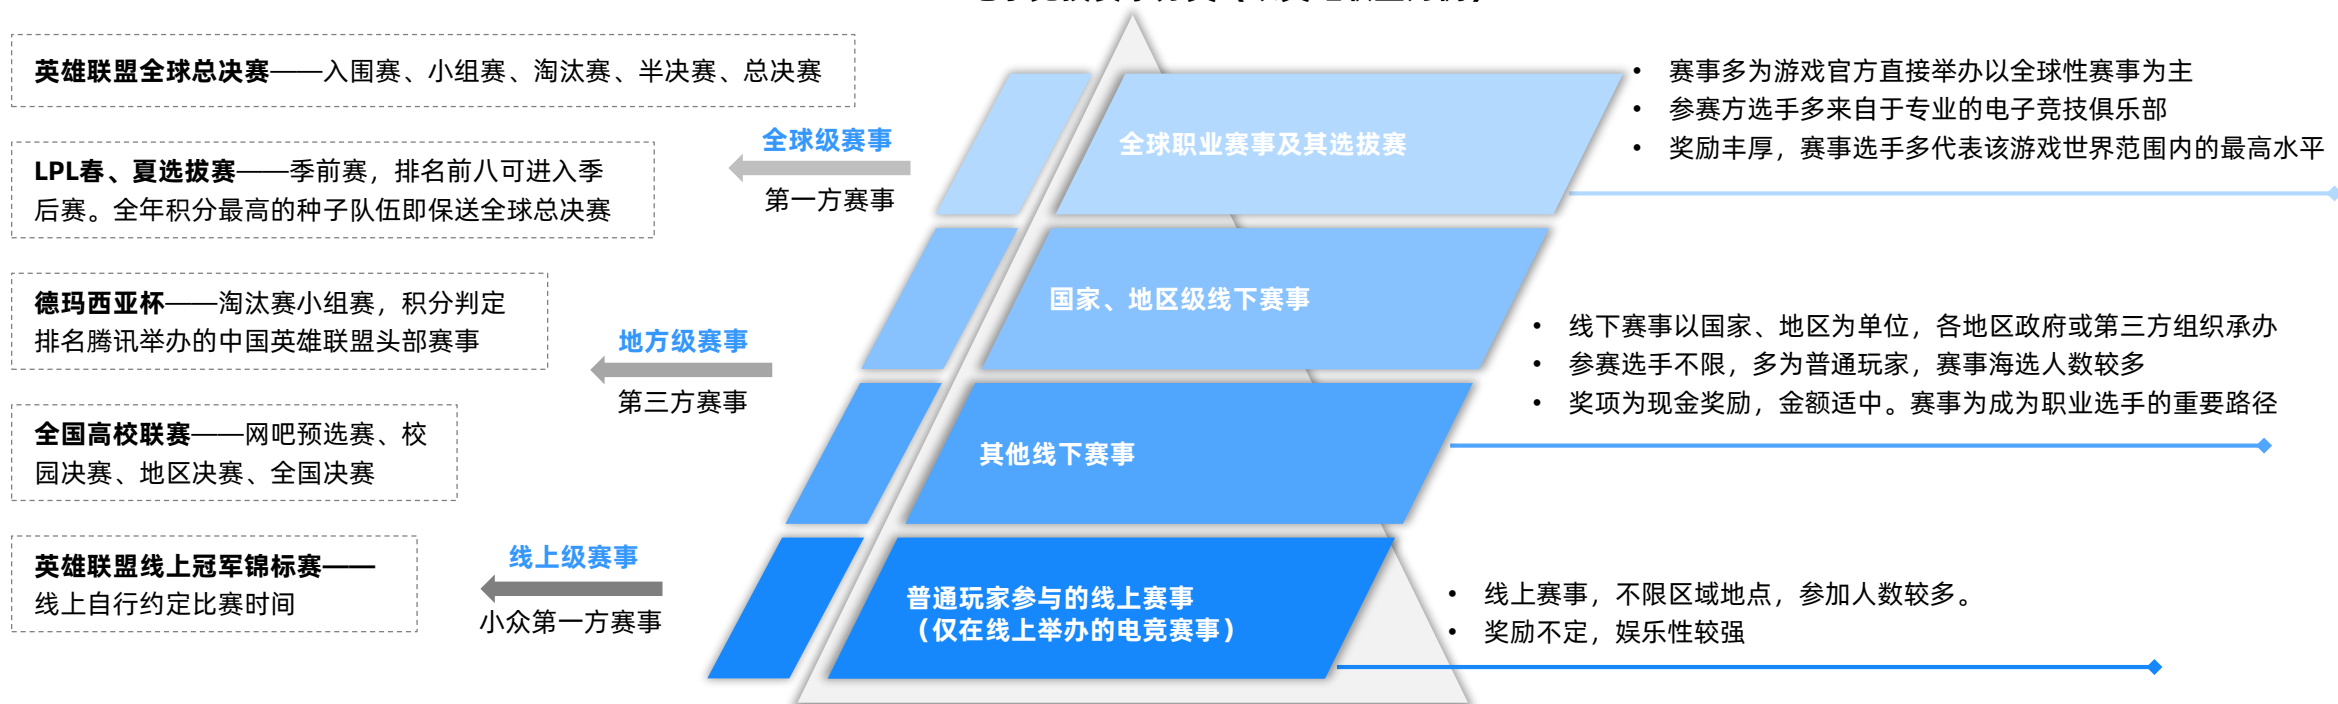 英雄联盟全球总决赛——入围赛、小组赛、淘汰赛、半决赛、总决赛
LPL春、夏选拔赛——季前赛，排名前八可进入季
后赛。全年积分最高的种子队伍即保送全球总决赛
德玛西亚杯——淘汰赛小组赛，积分判定
排名腾讯举办的中国英雄联盟头部赛事
全国高校联赛——网吧预选赛、校
园决赛、地区决赛、全国决赛
英雄联盟线上冠军锦标赛——
线上自行约定比赛时间
全球级赛事
第一方赛事
地方级赛事
第三方赛事
线上级赛事
小众第一方赛事
全球职业赛事及其选拔赛
国家、地区级线下赛事
其他线下赛事
普通玩家参与的线上赛事
（仅在线上举办的电竞赛事）
• 赛事多为游戏官方直接举办以全球性赛事为主
• 参赛方选手多来自于专业的电子竞技俱乐部
• 奖励丰厚，赛事选手多代表该游戏世界范围内的最高水平
• 线下赛事以国家、地区为单位，各地区政府或第三方组织承办
• 参赛选手不限，多为普通玩家，赛事海选人数较多
• 奖项为现金奖励，金额适中。赛事为成为职业选手的重要路径
• 线上赛事，不限区域地点，参加人数较多。
• 奖励不定，娱乐性较强